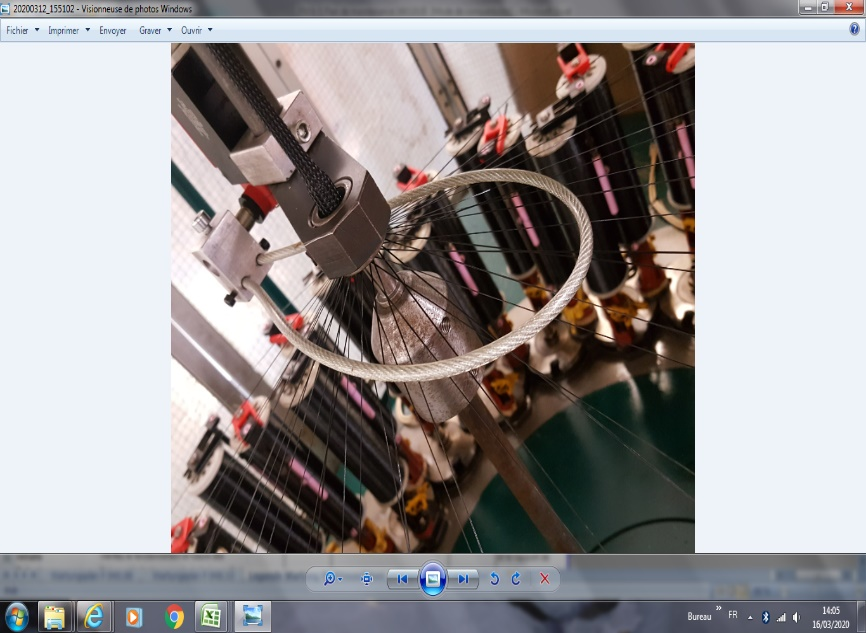 20200312_155102 - Visionneuse de photos Windows
Fichier Imprimer Envoyer Graver Ouvrir
Bureau » FR 14:05
16/03/2020